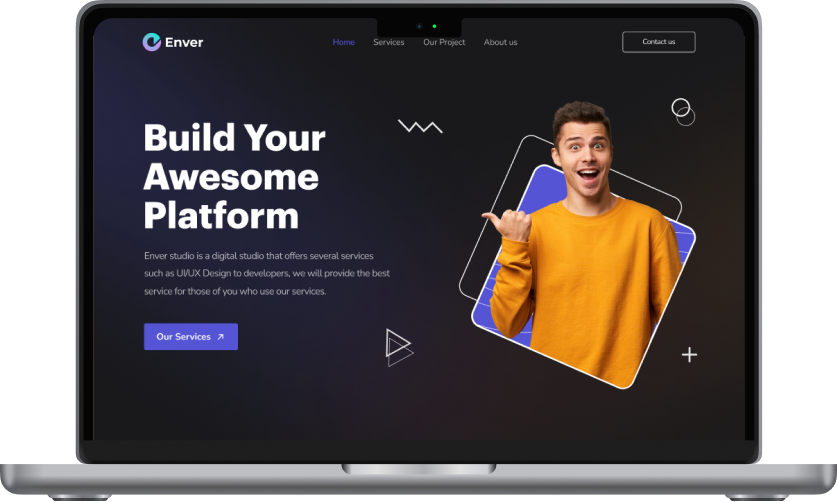 Enver
Home Services Our Project About us
Contact us
Build Your
Awesome
Platform
Enver studio is a digital studio that offers several services
such as UI/UX Design to developers, we will provide the best
service for those of you who use our services.
Our Services